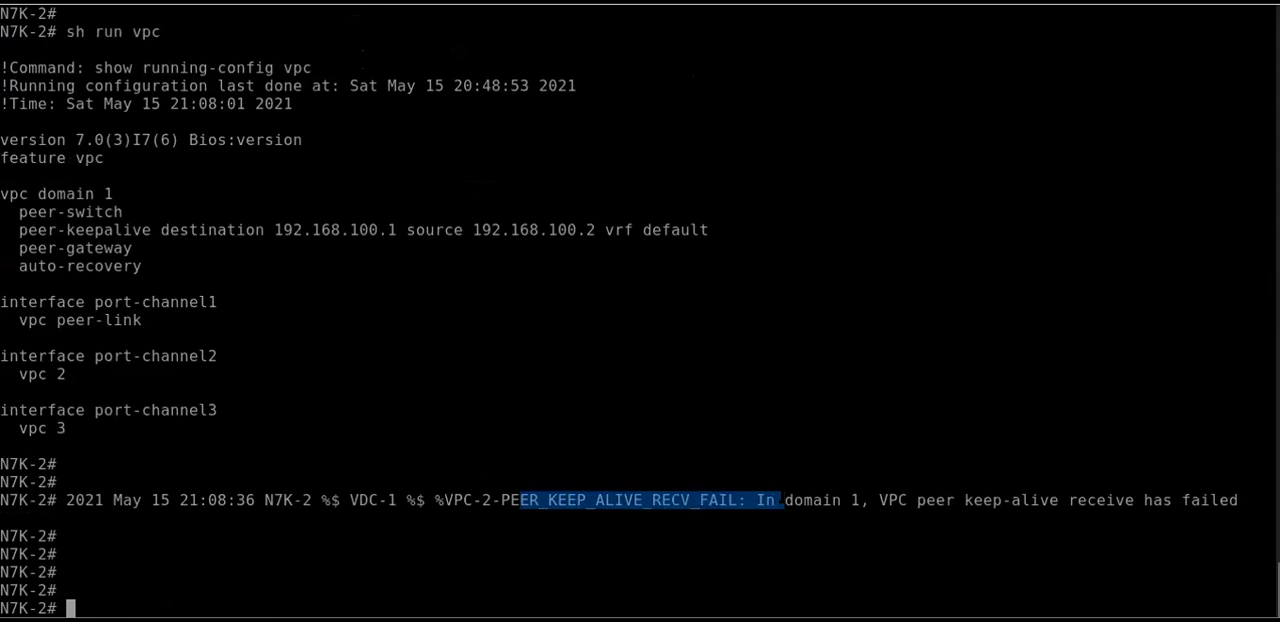 N7K-2#
N7K-2# sh run vpc
!Command: show running-config vpc
!Running configuration last done at: Sat May 15 20:48:53 2021
!Time: Sat May 15 21:08:01 2021
version 7.0(3)I7(6) Bios:version
feature vpc
vpc domain 1
  peer-switch
  peer-keepalive destination 192.168.100.1 source 192.168.100.2 vrf default
  peer-gateway
  auto-recovery
interface port-channel1
  vpc peer-link
interface port-channel2
  vpc 2
interface port-channel3
  vpc 3
N7K-2#
N7K-2#
N7K-2# 2021 May 15 21:08:36 N7K-2 %$ VDC-1 %$ %VPC-2-PEER_KEEP_ALIVE_RECV_FAIL: In domain 1, VPC peer keep-alive receive has failed
N7K-2#
N7K-2#
N7K-2#
N7K-2#
N7K-2#